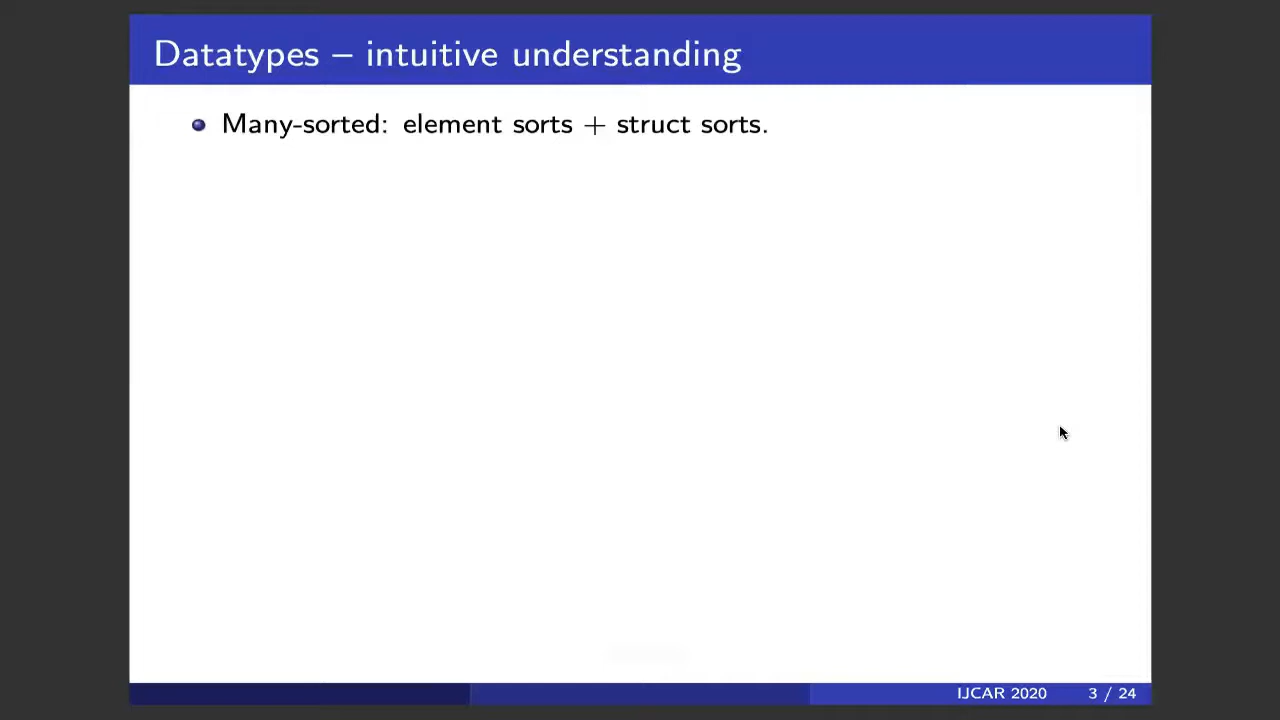 Datatypes – intuitive understanding
Many-sorted: element sorts + struct sorts.
IJCAR 2020 3 / 24